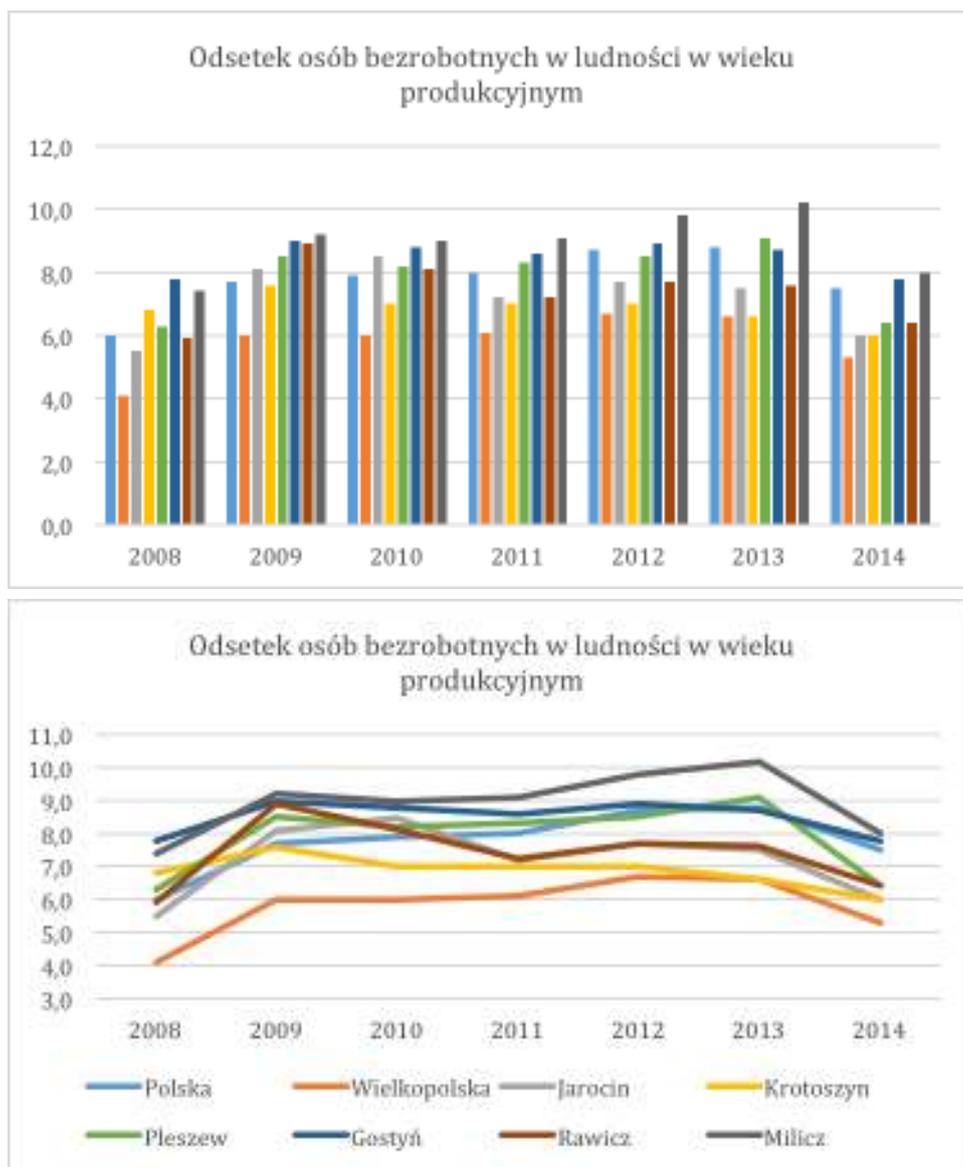 Odsetek osób bezrobotnych w ludności w wieku
produkcyjnym
12,0
10,0
8,0
6,0
4,0
2,0
0,0
2008 2009 2010 2011 2012 2013 2014
Odsetek osób bezrobotnych w ludności w wieku
produkcyjnym
11,0
10,0
9,0
8,0
7,0
6,0
5,0
4,0
3,0
2008 2009 2010 2011 2012 2013 2014
Polska Wielkopolska Jarocin Krotoszyn
Pleszew Gostyń Rawicz Milicz